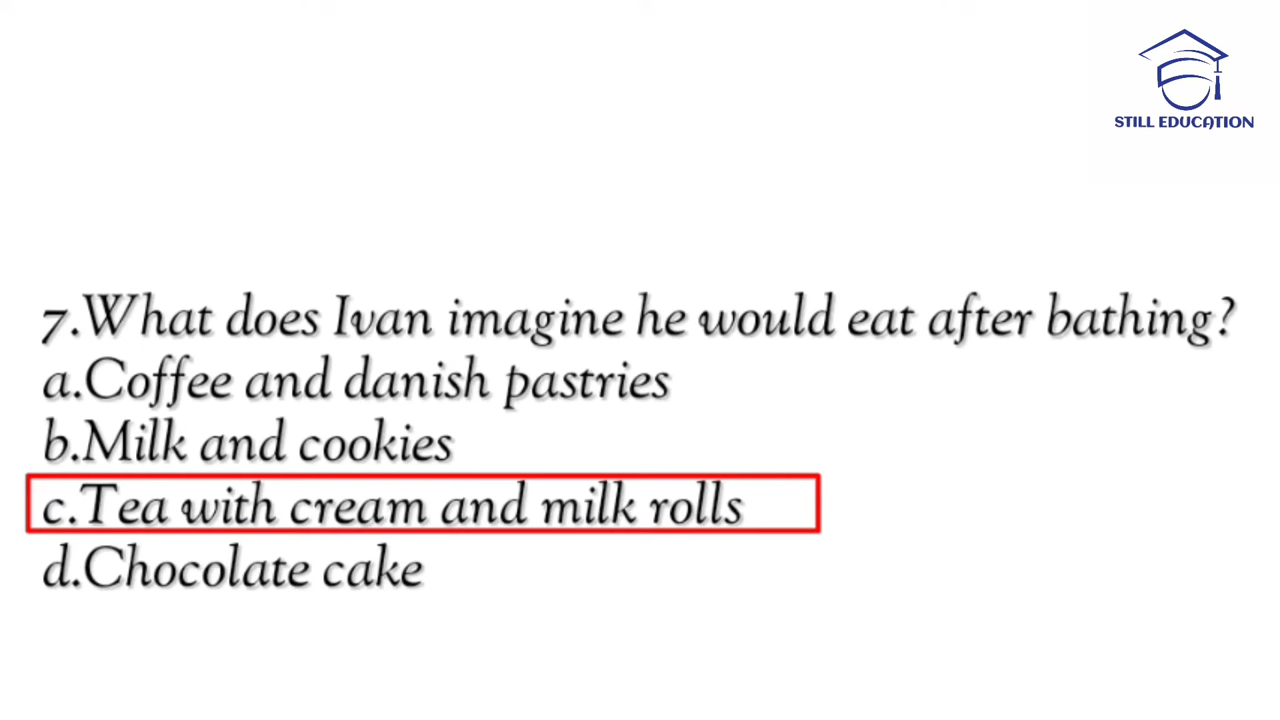 STILL EDUCATION
7.What does Ivan imagine he would eat after bathing?
a.Coffee and danish pastries
b.Milk and cookies
c.Tea with cream and milk rolls
d.Chocolate cake